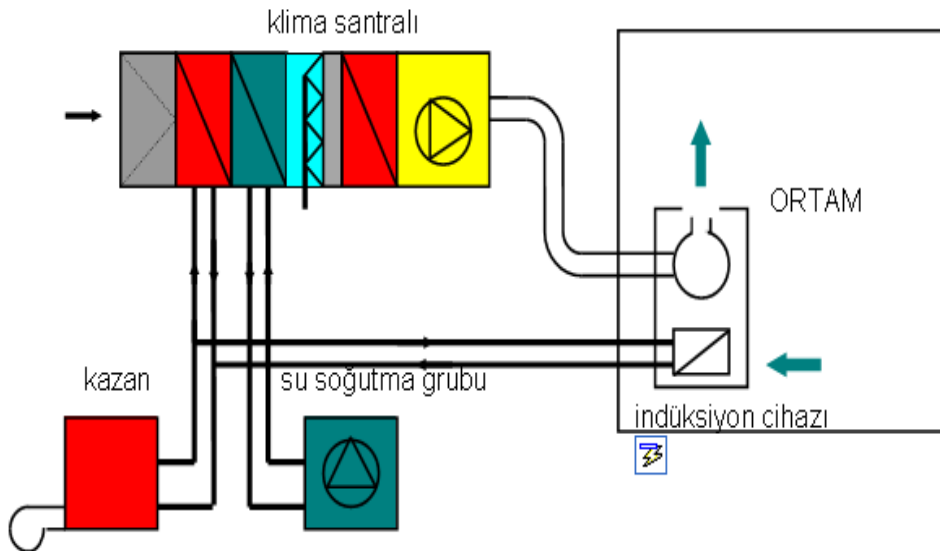 klima santralı
ORTAM
kazan
su soğutma grubu
indüksiyon cihazı